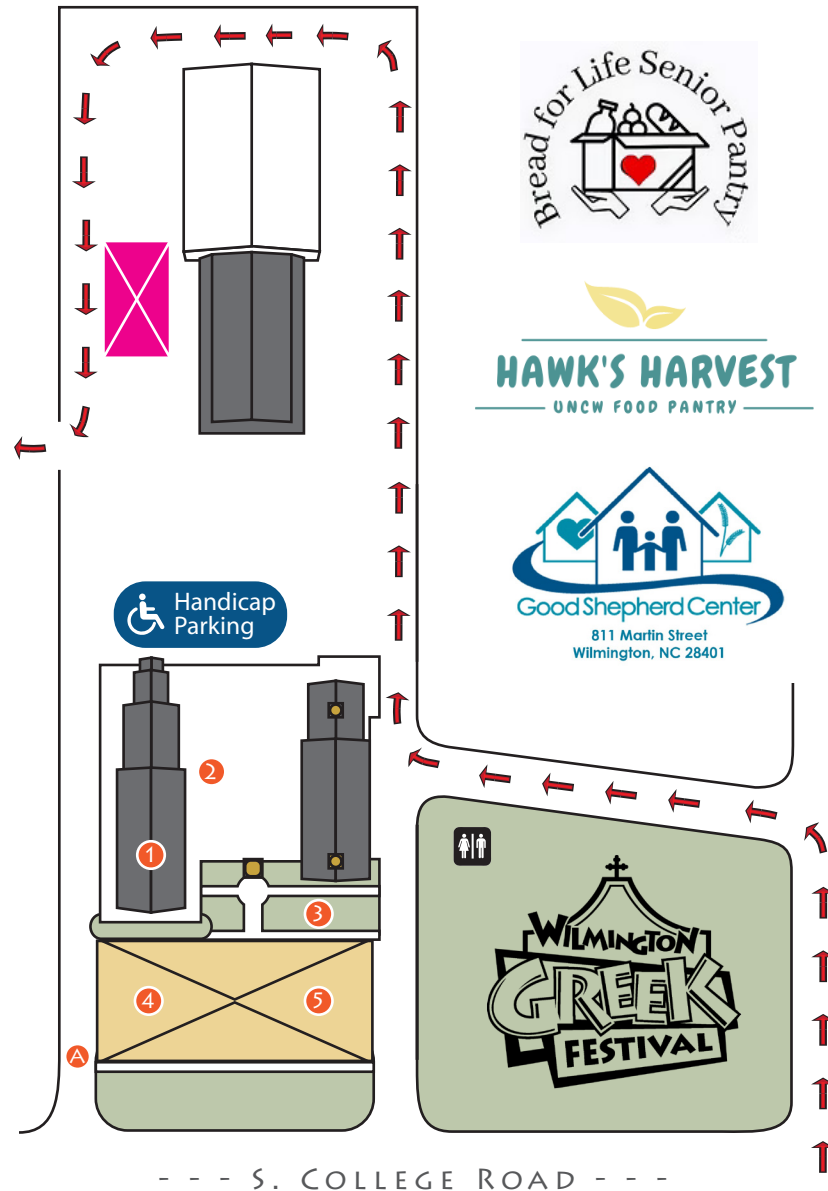 Bread for Life Senior Pantry
HAWK'S HARVEST
UNCW FOOD PANTRY
Good Shepherd Center
811 Martin Street
Wilmington, NC 28401
Handicap
Parking
2
1
3
4
5
A
WILMINGTON
GREEK
FESTIVAL
- - - S. COLLEGE ROAD - - -